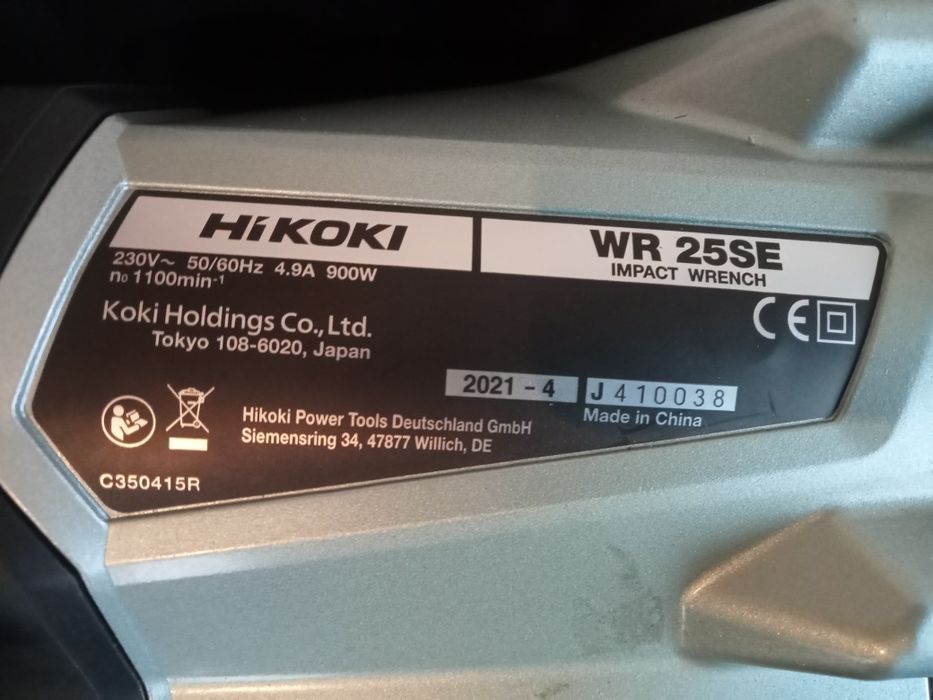 HiKOKI
WR 25SE
IMPACT WRENCH
230V~ 50/60Hz 4.9A 900W
n₀ 1100min⁻¹
Koki Holdings Co.,Ltd.
Tokyo 108-6020, Japan
CE
2021 - 4 J410038
Made in China
Hikoki Power Tools Deutschland GmbH
Siemensring 34, 47877 Willich, DE
C350415R